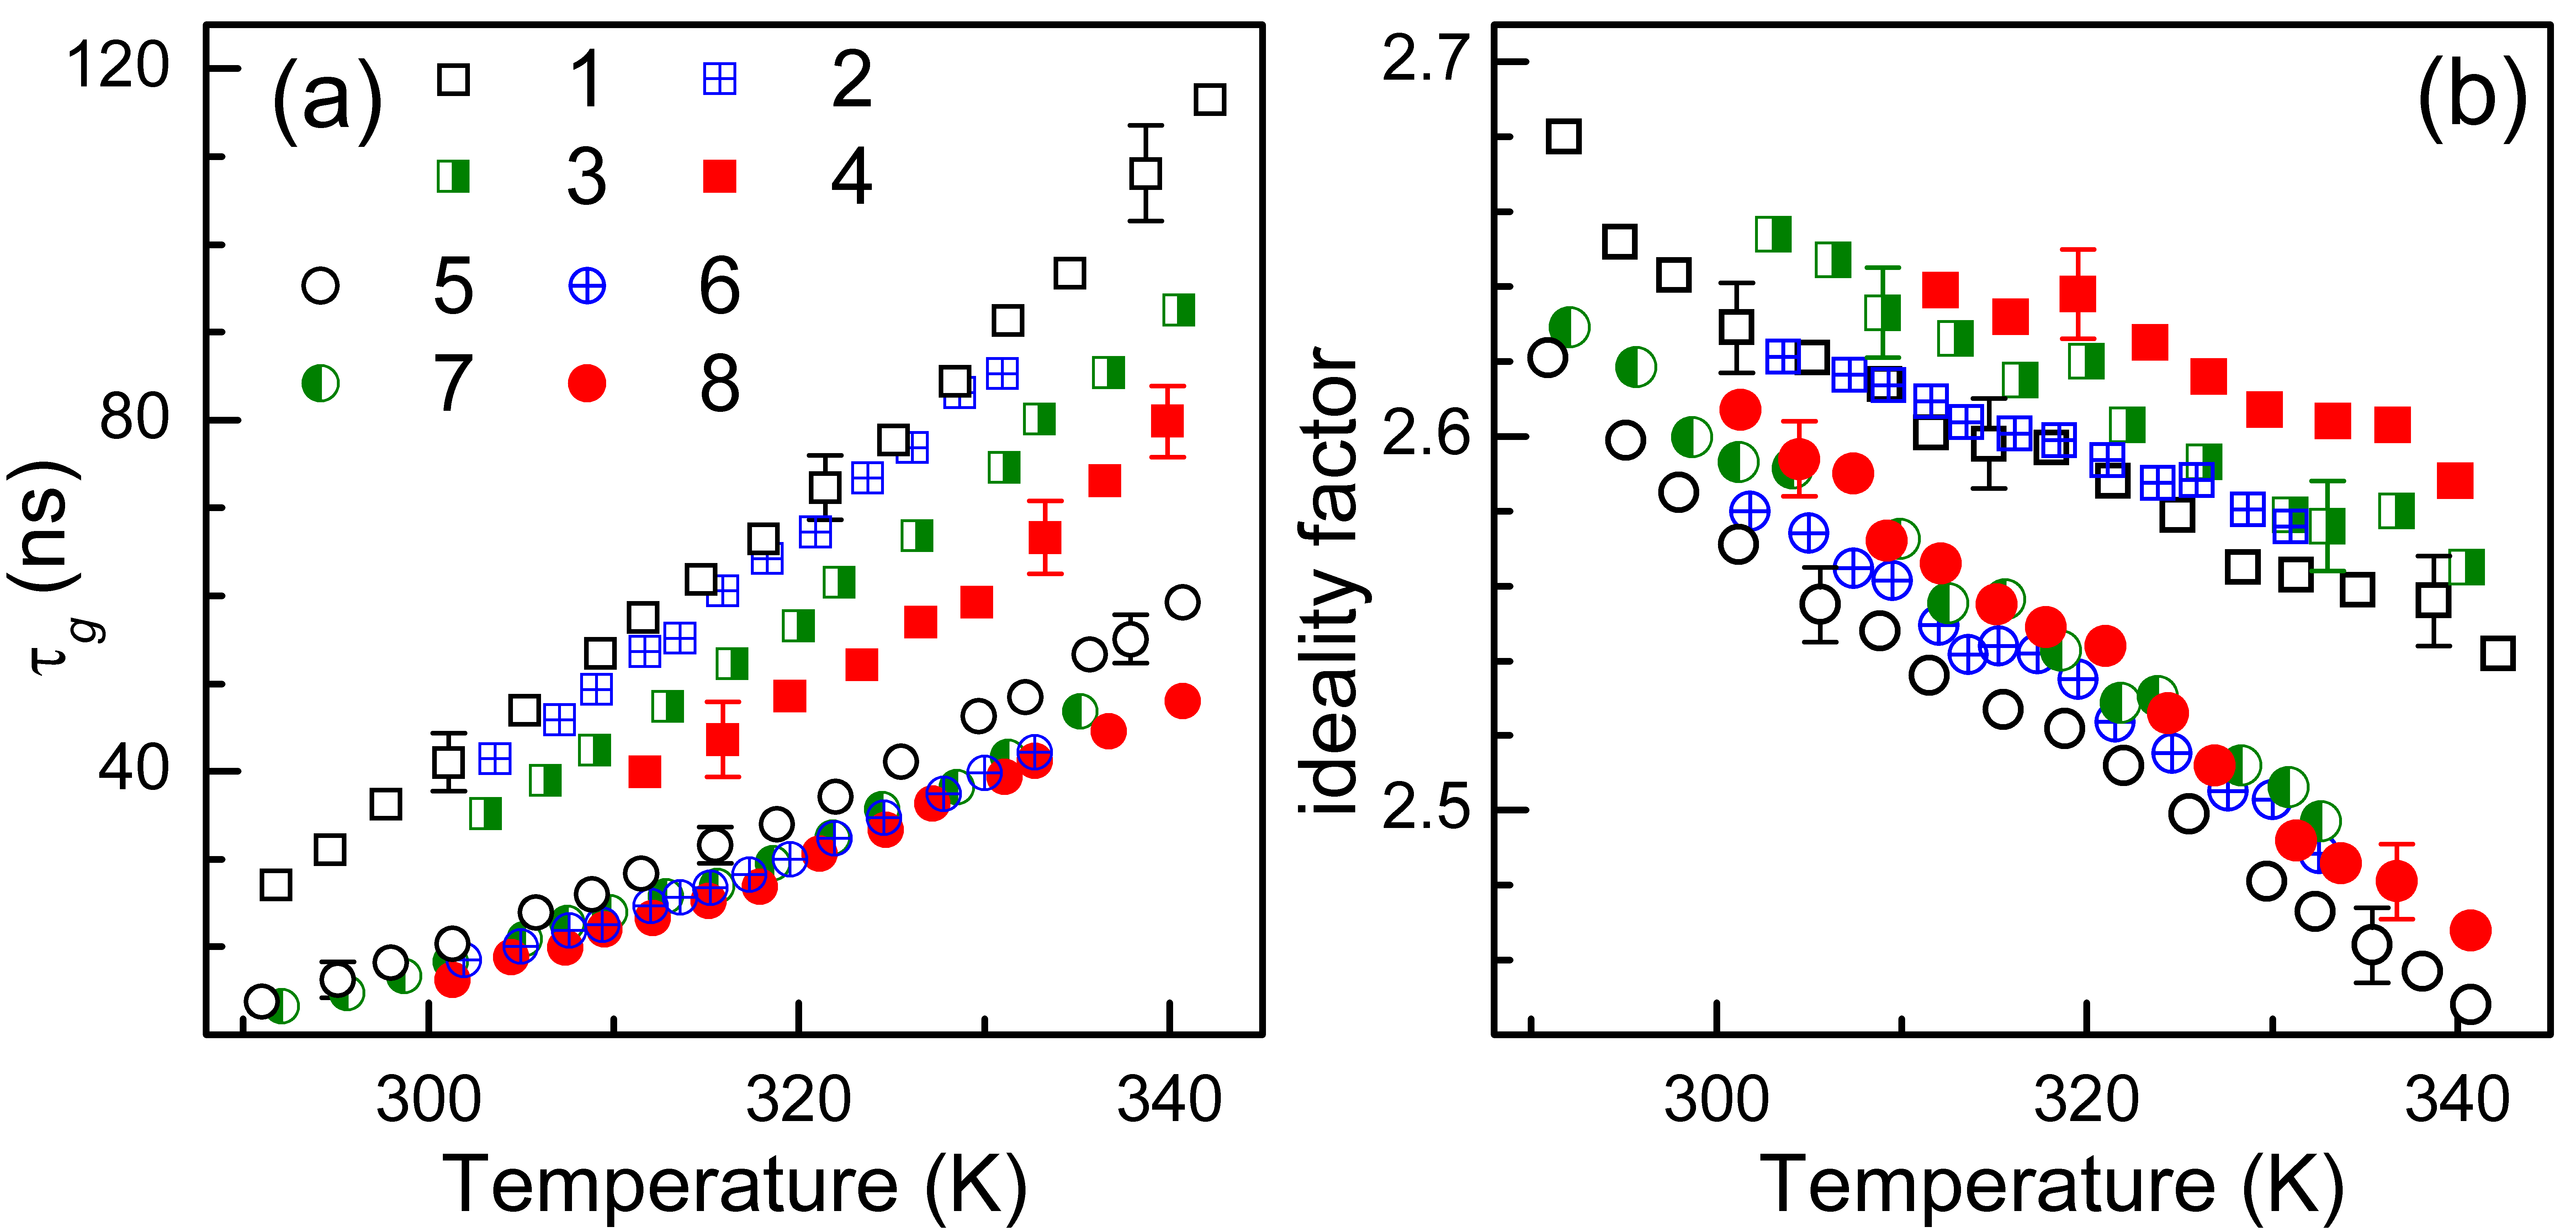 (a)
1 2
3 4
5 6
7 8
120
80
40
τg (ns)
300 320 340
Temperature (K)
(b)
2.7
2.6
2.5
ideality factor
300 320 340
Temperature (K)